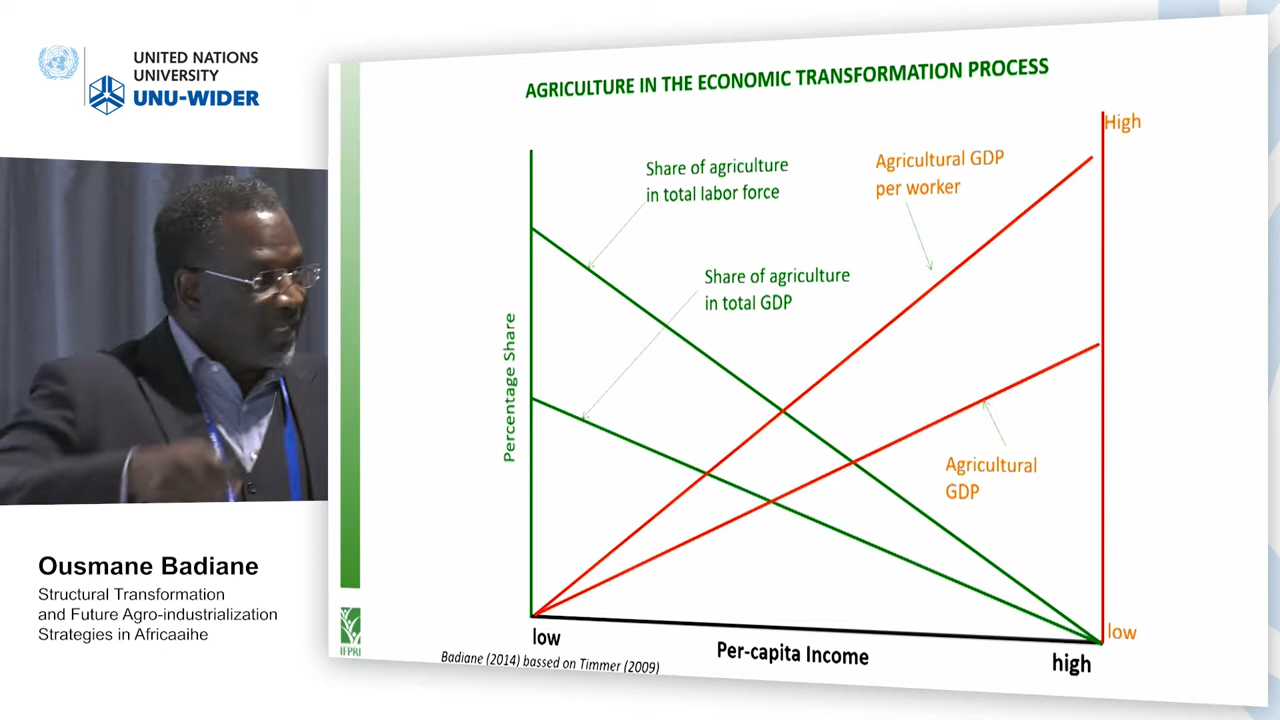 UNITED NATIONS
UNIVERSITY
UNU-WIDER
Ousmane Badiane
Structural Transformation
and Future Agro-industrialization
Strategies in Africaaihe
AGRICULTURE IN THE ECONOMIC TRANSFORMATION PROCESS
High
Share of agriculture
in total labor force
Agricultural GDP
per worker
Share of agriculture
in total GDP
Percentage Share
Agricultural
GDP
low
low
Per-capita Income
high
IFPRI
Badiane (2014) bassed on Timmer (2009)